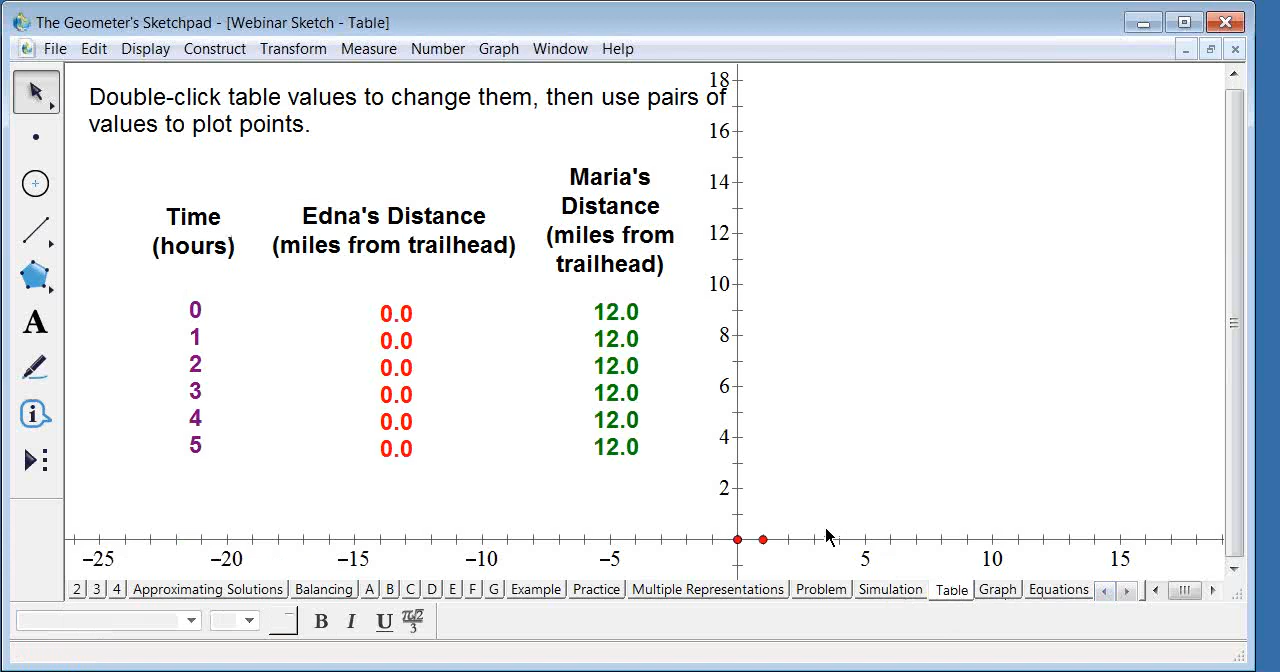 The Geometer's Sketchpad - [Webinar Sketch - Table]
File Edit Display Construct Transform Measure Number Graph Window Help
Double-click table values to change them, then use pairs of
values to plot points.
Time
(hours)
Edna's Distance
(miles from trailhead)
Maria's
Distance
(miles from
trailhead)
0 0.0 12.0
1 0.0 12.0
2 0.0 12.0
3 0.0 12.0
4 0.0 12.0
5 0.0 12.0
18
16
14
12
10
8
6
4
2
−25 −20 −15 −10 −5 5 10 15
A
i
2 3 4 Approximating Solutions Balancing A B C D E F G Example Practice Multiple Representations Problem Simulation Table Graph Equations
B I U π√2/3